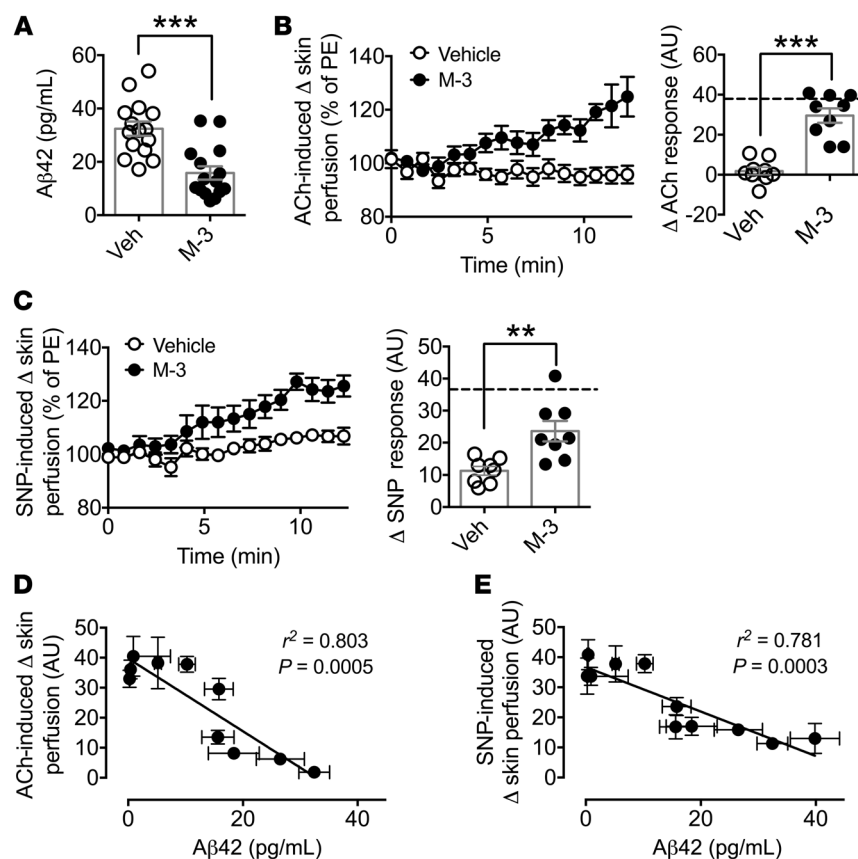 A
Aβ42 (pg/mL)
60
40
20
0
***
Veh
M-3
B
ACh-induced Δ skin
perfusion (% of PE)
140
120
100
80
Vehicle
M-3
0
5
10
Time (min)
Δ ACh response (AU)
60
40
20
0
-20
***
Veh
M-3
C
SNP-induced Δ skin
perfusion (% of PE)
140
120
100
80
Vehicle
M-3
0
5
10
Time (min)
Δ SNP response (AU)
50
40
30
20
10
0
**
Veh
M-3
D
ACh-induced Δ skin
perfusion (AU)
50
40
30
20
10
0
r² = 0.803
P = 0.0005
0
20
40
Aβ42 (pg/mL)
E
SNP-induced
Δ skin perfusion (AU)
50
40
30
20
10
0
r² = 0.781
P = 0.0003
0
20
40
Aβ42 (pg/mL)